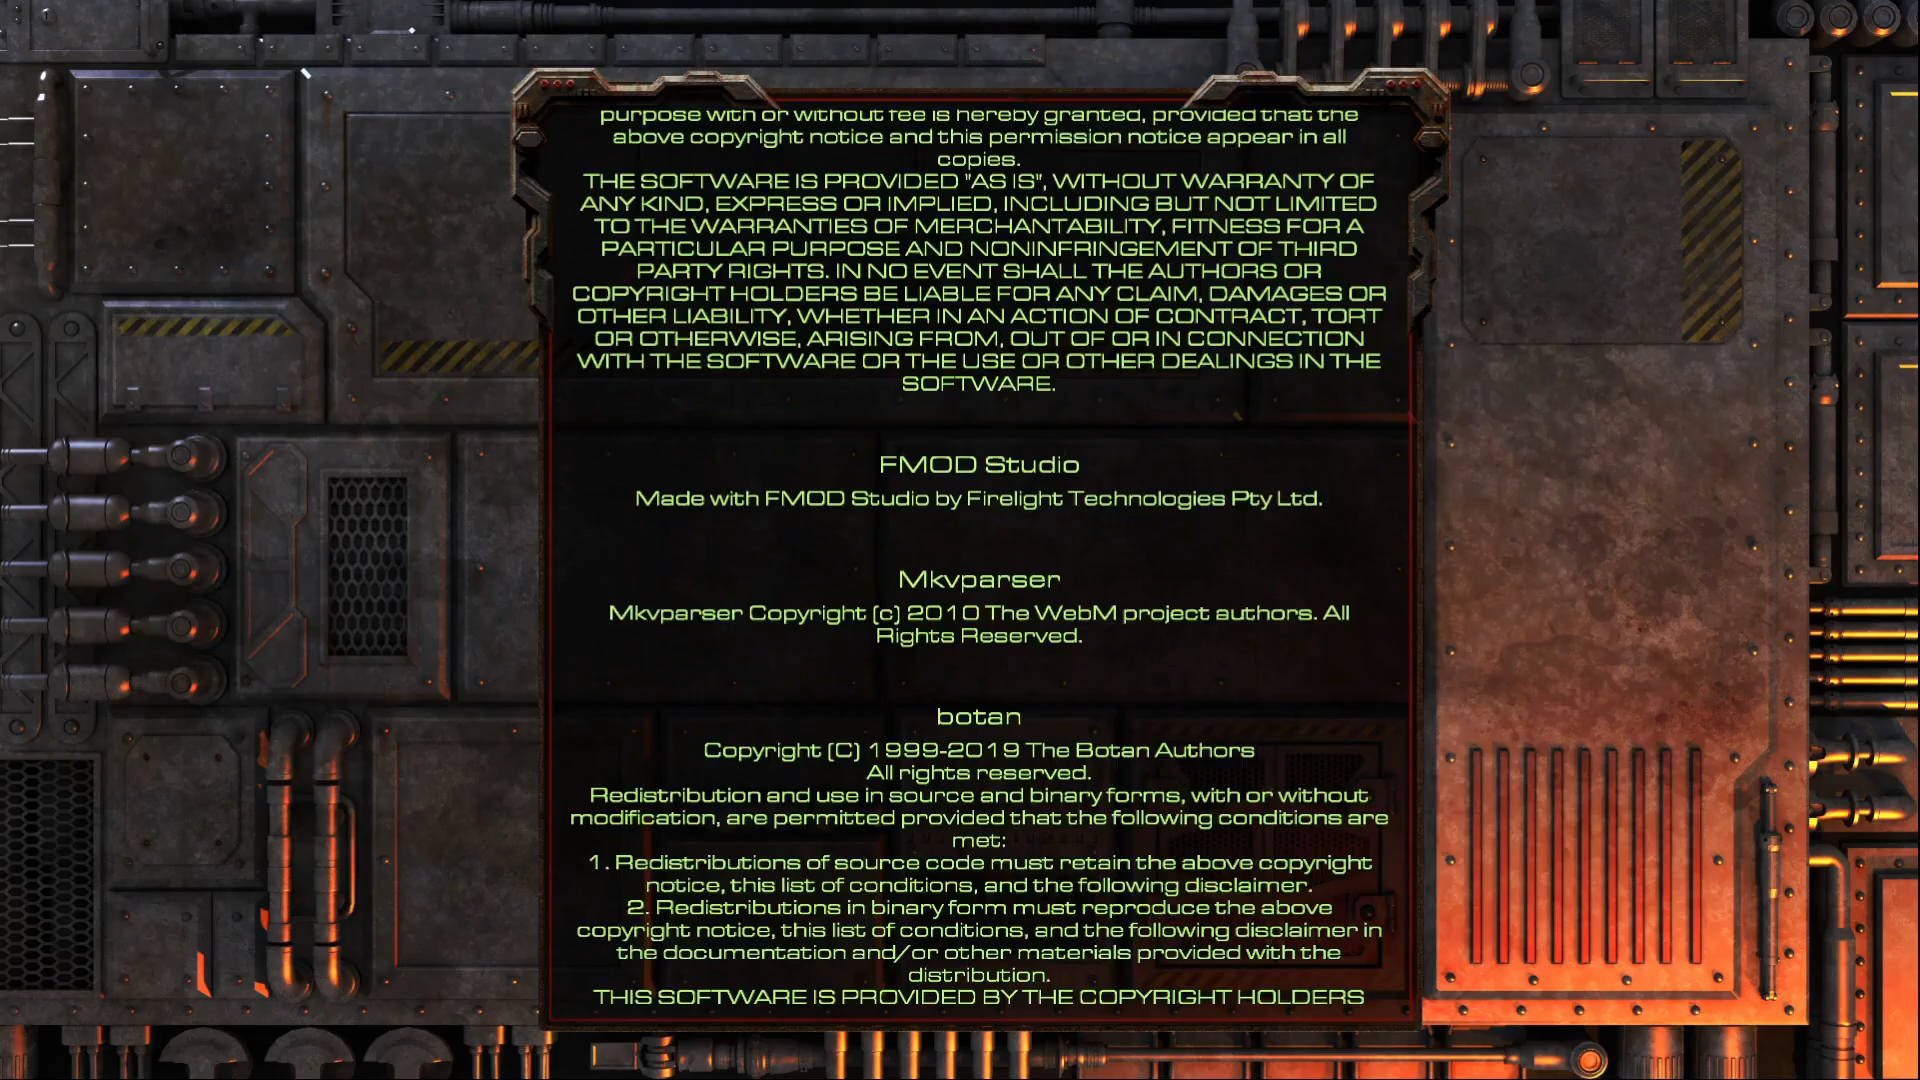 purpose with or without fee is hereby granted, provided that the
above copyright notice and this permission notice appear in all
copies.
THE SOFTWARE IS PROVIDED "AS IS", WITHOUT WARRANTY OF
ANY KIND, EXPRESS OR IMPLIED, INCLUDING BUT NOT LIMITED
TO THE WARRANTIES OF MERCHANTABILITY, FITNESS FOR A
PARTICULAR PURPOSE AND NONINFRINGEMENT OF THIRD
PARTY RIGHTS. IN NO EVENT SHALL THE AUTHORS OR
COPYRIGHT HOLDERS BE LIABLE FOR ANY CLAIM, DAMAGES OR
OTHER LIABILITY, WHETHER IN AN ACTION OF CONTRACT, TORT
OR OTHERWISE, ARISING FROM, OUT OF OR IN CONNECTION
WITH THE SOFTWARE OR THE USE OR OTHER DEALINGS IN THE
SOFTWARE.
FMOD Studio
Made with FMOD Studio by Firelight Technologies Pty Ltd.
Mkvparser
Mkvparser Copyright (c) 2010 The WebM project authors. All
Rights Reserved.
botan
Copyright (C) 1999-2019 The Botan Authors
All rights reserved.
Redistribution and use in source and binary forms, with or without
modification, are permitted provided that the following conditions are
met:
1. Redistributions of source code must retain the above copyright
notice, this list of conditions, and the following disclaimer.
2. Redistributions in binary form must reproduce the above
copyright notice, this list of conditions, and the following disclaimer in
the documentation and/or other materials provided with the
distribution.
THIS SOFTWARE IS PROVIDED BY THE COPYRIGHT HOLDERS